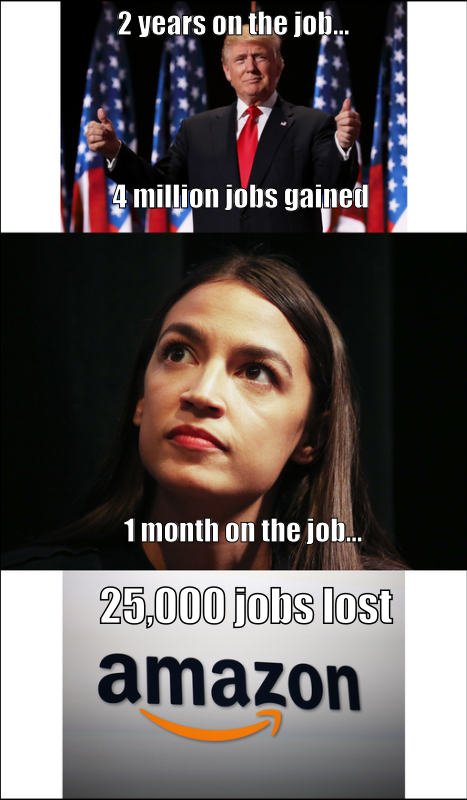 2 years on the job...
4 million jobs gained
1 month on the job...
25,000 jobs lost
amazon